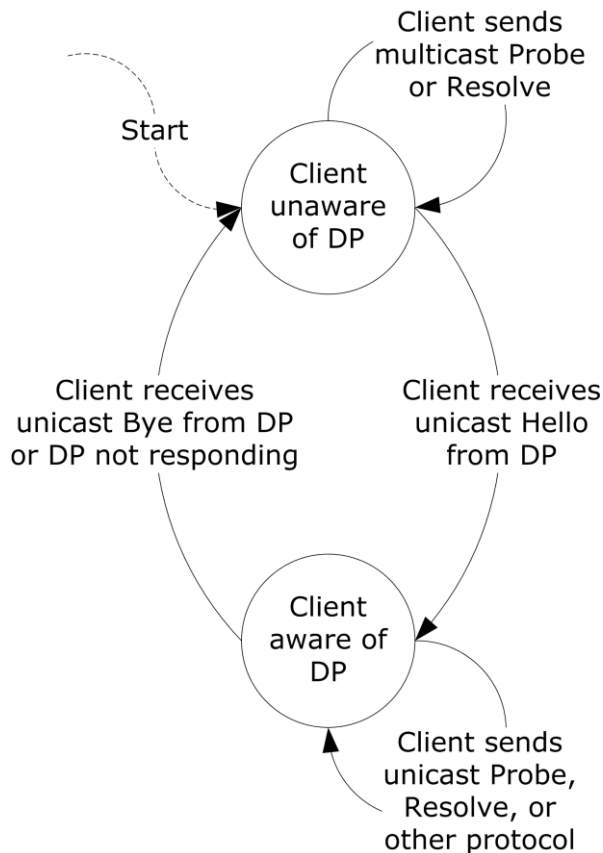 Client sends
multicast Probe
or Resolve
Start
Client
unaware
of DP
Client receives
unicast Bye from DP
or DP not responding
Client receives
unicast Hello
from DP
Client
aware of
DP
Client sends
unicast Probe,
Resolve, or
other protocol